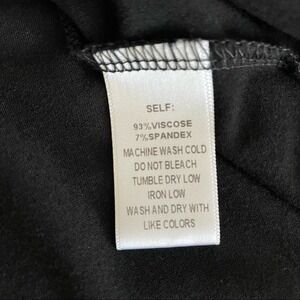 SELF:
93%VISCOSE
7%SPANDEX
MACHINE WASH COLD
DO NOT BLEACH
TUMBLE DRY LOW
IRON LOW
WASH AND DRY WITH
LIKE COLORS